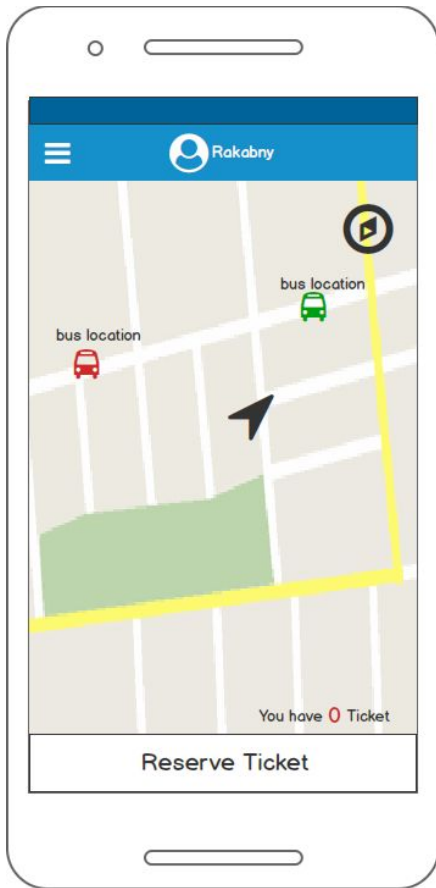 Rakabny
bus location
bus location
You have 0 Ticket
Reserve Ticket